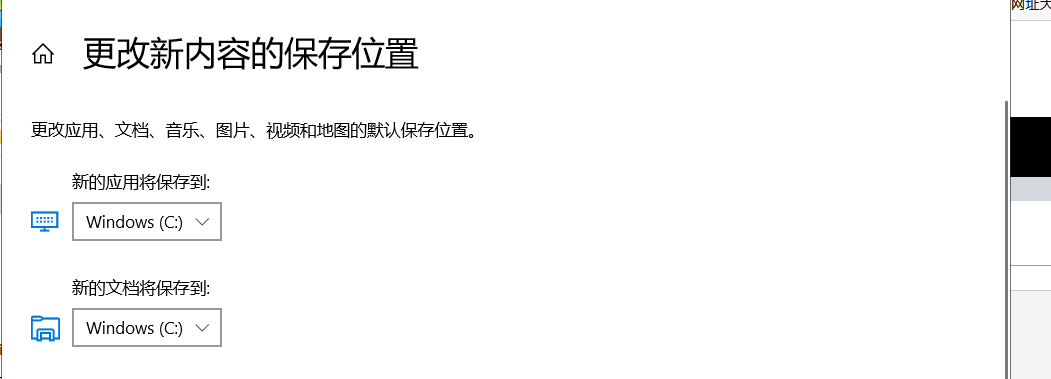 网址大
更改新内容的保存位置
更改应用、文档、音乐、图片、视频和地图的默认保存位置。
新的应用将保存到:
Windows (C:)
新的文档将保存到:
Windows (C:)